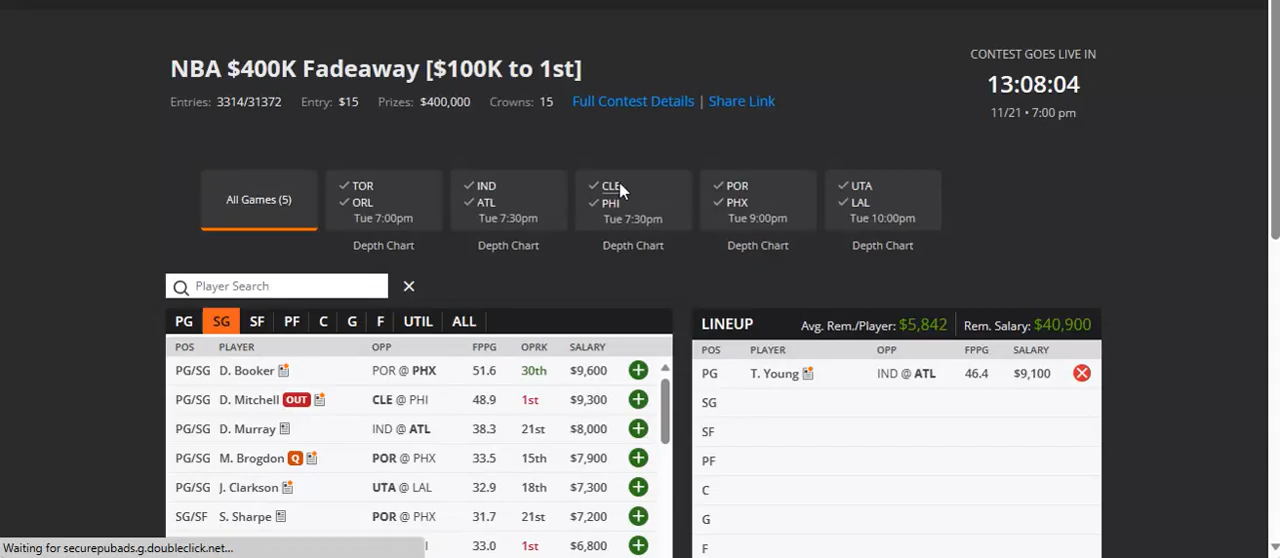 NBA $400K Fadeaway [$100K to 1st]
Entries: 3314/31372 Entry: $15 Prizes: $400,000 Crowns: 15 Full Contest Details | Share Link
CONTEST GOES LIVE IN
13:08:04
11/21 • 7:00 pm
All Games (5)
TOR
ORL
Tue 7:00pm
Depth Chart
IND
ATL
Tue 7:30pm
Depth Chart
CLE
PHI
Tue 7:30pm
Depth Chart
POR
PHX
Tue 9:00pm
Depth Chart
UTA
LAL
Tue 10:00pm
Depth Chart
Player Search
PG SG SF PF C G F UTIL ALL
POS PLAYER OPP FPPG OPRK SALARY
PG/SG D. Booker POR @ PHX 51.6 30th $9,600
PG/SG D. Mitchell OUT CLE @ PHI 48.9 1st $9,300
PG/SG D. Murray IND @ ATL 38.3 21st $8,000
PG/SG M. Brogdon Q POR @ PHX 33.5 15th $7,900
PG/SG J. Clarkson UTA @ LAL 32.9 18th $7,300
SG/SF S. Sharpe POR @ PHX 31.7 21st $7,200
33.0 1st $6,800
LINEUP Avg. Rem./Player: $5,842 Rem. Salary: $40,900
POS PLAYER OPP FPPG SALARY
PG T. Young IND @ ATL 46.4 $9,100
SG
SF
PF
C
G
F
Waiting for securepubads.g.doubleclick.net...